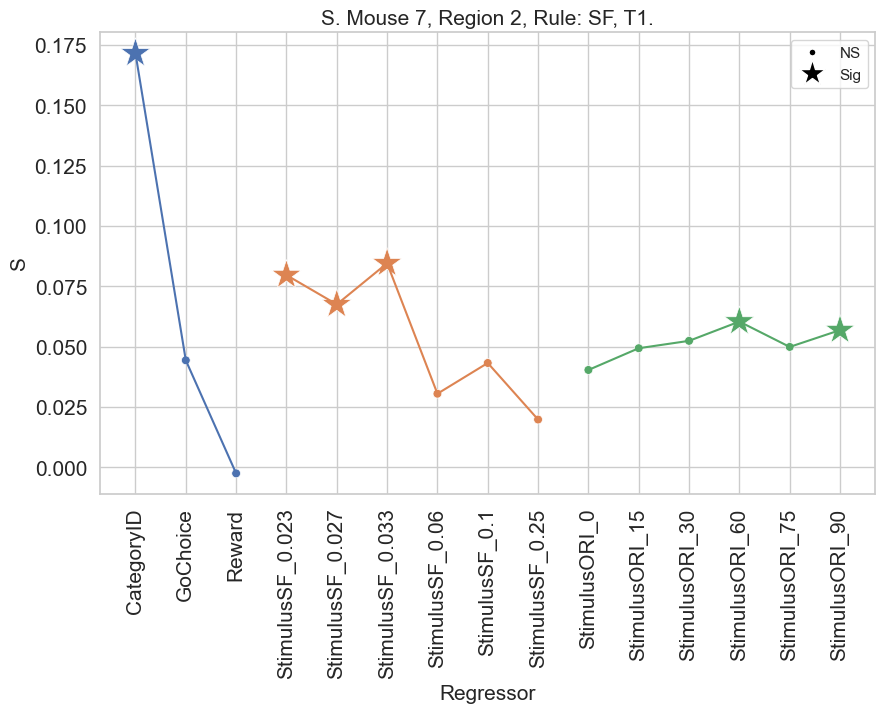 S. Mouse 7, Region 2, Rule: SF, T1.
NS
Sig
0.175
0.150
0.125
0.100
0.075
0.050
0.025
0.000
S
CategoryID
GoChoice
Reward
StimulusSF_0.023
StimulusSF_0.027
StimulusSF_0.033
StimulusSF_0.06
StimulusSF_0.1
StimulusSF_0.25
StimulusORI_0
StimulusORI_15
StimulusORI_30
StimulusORI_60
StimulusORI_75
StimulusORI_90
Regressor